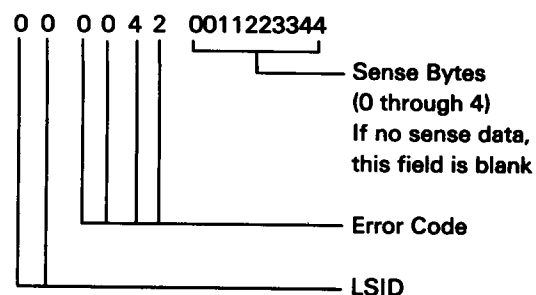 0 0 0 0 4 2 0011223344
Sense Bytes
(0 through 4)
If no sense data,
this field is blank
Error Code
LSID